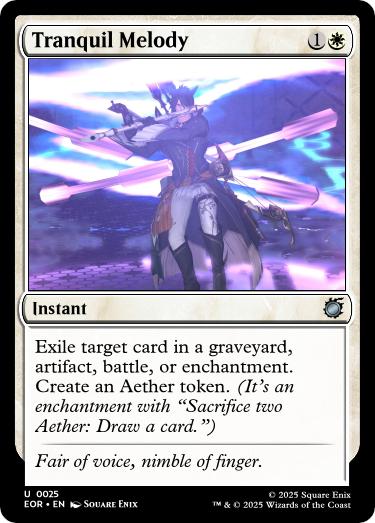 Tranquil Melody 1
Instant
Exile target card in a graveyard,
artifact, battle, or enchantment.
Create an Aether token. (It's an
enchantment with “Sacrifice two
Aether: Draw a card.”)
Fair of voice, nimble of finger.
U 0025
EOR • EN SQUARE ENIX
© 2025 Square Enix
™ & © 2025 Wizards of the Coast